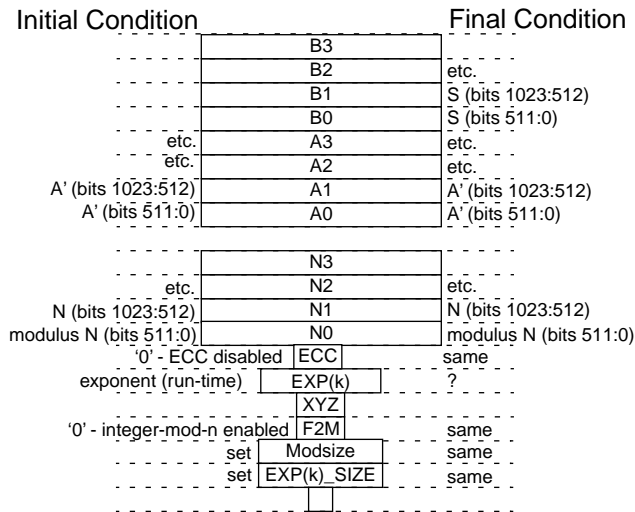 Initial Condition Final Condition
B3
B2 etc.
B1 S (bits 1023:512)
B0 S (bits 511:0)
etc. A3 etc.
etc. A2 etc.
A' (bits 1023:512) A1 A' (bits 1023:512)
A' (bits 511:0) A0 A' (bits 511:0)
N3
etc. N2 etc.
N (bits 1023:512) N1 N (bits 1023:512)
modulus N (bits 511:0) N0 modulus N (bits 511:0)
‘0’ - ECC disabled ECC same
exponent (run-time) EXP(k) ?
XYZ
‘0’ - integer-mod-n enabled F2M same
set Modsize same
set EXP(k)_SIZE same